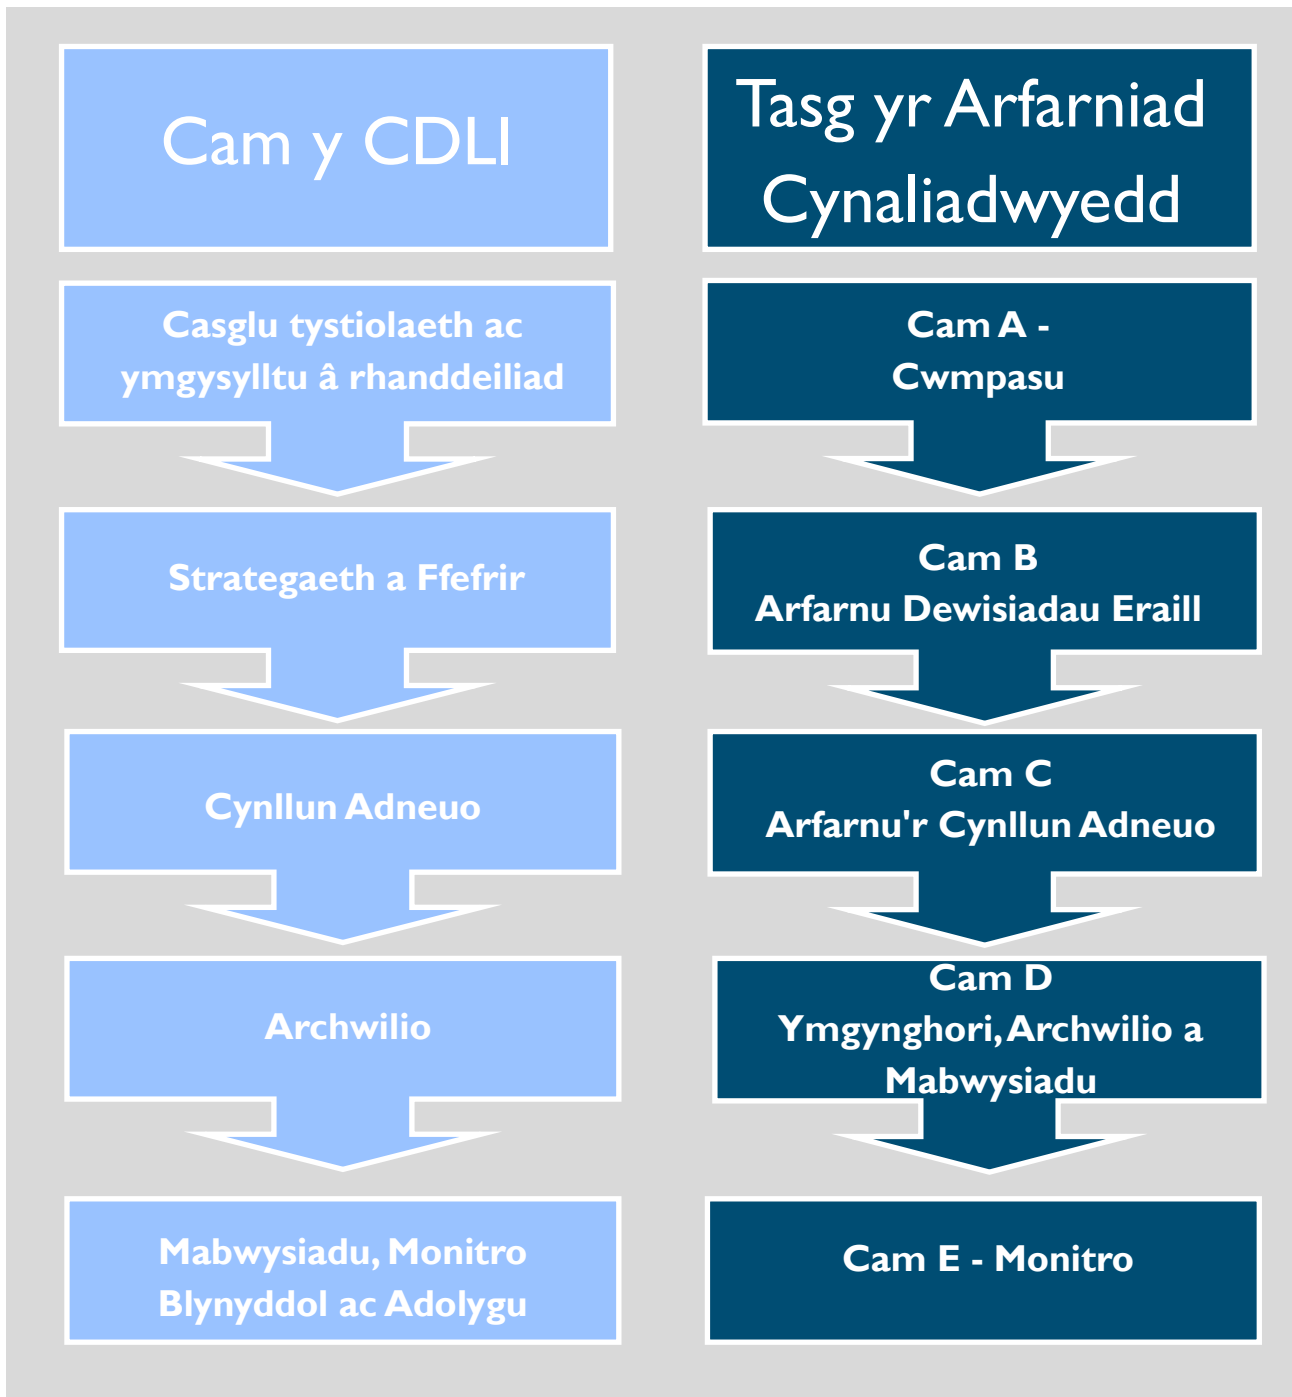 Cam y CDLl
Tasg yr Arfarniad
Cynaliadwyedd
Casglu tystiolaeth ac
ymgysylltu â rhanddeiliad
Cam A -
Cwmpasu
Strategaeth a Ffefrir
Cam B
Arfarnu Dewisiadau Eraill
Cynllun Adneuo
Cam C
Arfarnu'r Cynllun Adneuo
Archwilio
Cam D
Ymgynghori, Archwilio a
Mabwysiadu
Mabwysiadu, Monitro
Blynyddol ac Adolygu
Cam E - Monitro